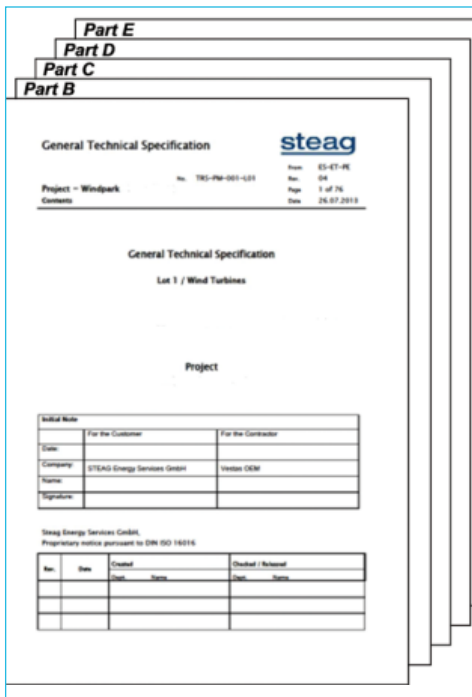 Part E
Part D
Part C
Part B
General Technical Specification
steag
From ES-ET-PE
No. TRS-PM-001-L01
Rev. 04
Project - Windpark
Page 1 of 76
Contents
Date 26.07.2013
General Technical Specification
Lot 1 / Wind Turbines
Project
Initial Note
For the Customer For the Contractor
Date:
Company: STEAG Energy Services GmbH Vestas OEM
Name:
Signature:
Steag Energy Services GmbH,
Proprietary notice pursuant to DIN ISO 16016
Rev. Date Created Checked / Released
Dept. Name Dept. Name